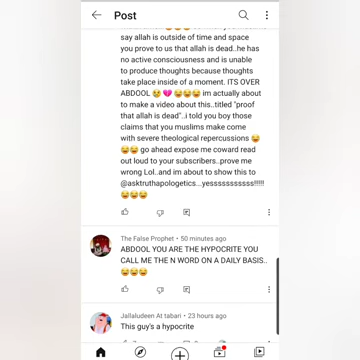 Post
say allah is outside of time and space
you prove to us that allah is dead..he has
no active consciousness and is unable
to produce thoughts because thoughts
take place inside of a moment. ITS OVER
ABDOOL 😢💔 😂😂😂 im actually about
to make a video about this..titled "proof
that allah is dead"..i told you boy those
claims that you muslims make come
with severe theological repercussions 😂
😂😂 go ahead expose me coward read
out loud to your subscribers..prove me
wrong Lol..and im about to show this to
@asktruthapologetics...yessssssssss!!!!!
😂😂😂
The False Prophet • 50 minutes ago
ABDOOL YOU ARE THE HYPOCRITE YOU
CALL ME THE N WORD ON A DAILY BASIS..
😂😂😂
Jallaludeen At tabari • 23 hours ago
This guy's a hypocrite